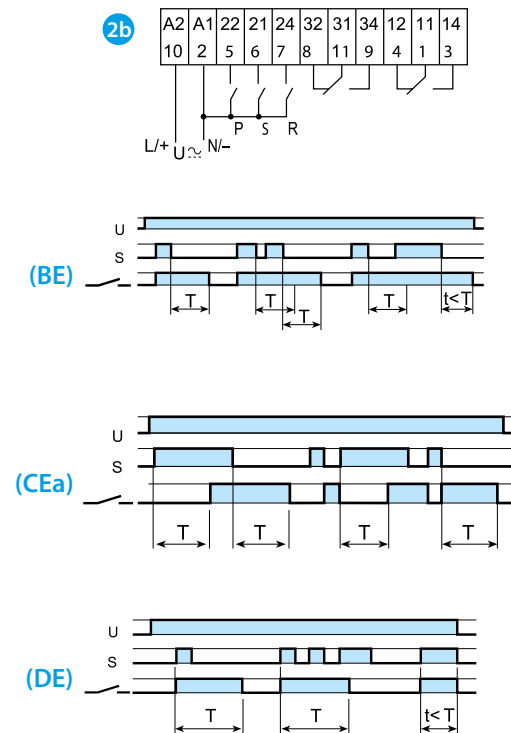 2b
A2 A1 22 21 24 32 31 34 12 11 14
10 2 5 6 7 8 11 9 4 1 3
P S R
L/+ U ≂ N/–
U
S
(BE)
T T T t<T
T
U
S
(CEa)
T T T T
U
S
(DE)
T T t< T